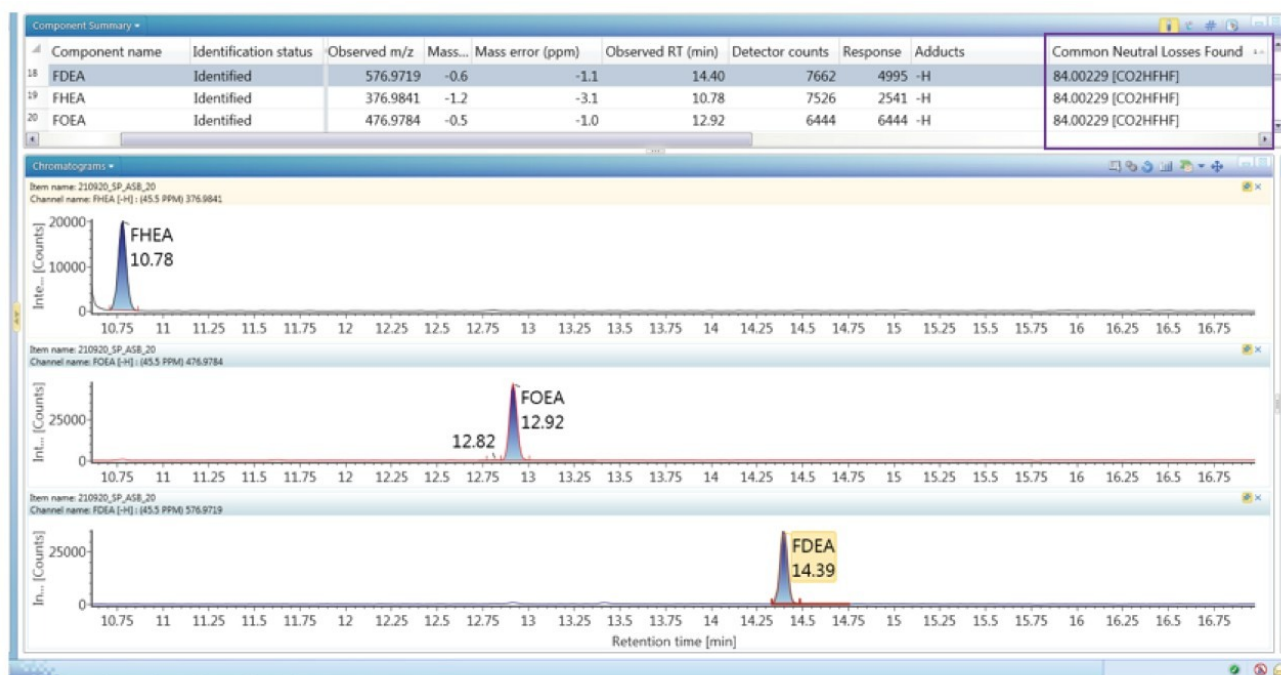 Component Summary
Component name Identification status Observed m/z Mass... Mass error (ppm) Observed RT (min) Detector counts Response Adducts Common Neutral Losses Found
18 FDEA Identified 576.9719 -0.6 -1.1 14.40 7662 4995 -H 84.00229 [CO2HFHF]
19 FHEA Identified 376.9841 -1.2 -3.1 10.78 7526 2541 -H 84.00229 [CO2HFHF]
20 FOEA Identified 476.9784 -0.5 -1.0 12.92 6444 6444 -H 84.00229 [CO2HFHF]
Chromatograms
Item name: 210920_SP_ASB_20
Channel name: FHEA [-H] : (45.5 PPM) 376.9841
Inte... [Counts]
20000
10000
0
FHEA
10.78
10.75 11 11.25 11.5 11.75 12 12.25 12.5 12.75 13 13.25 13.5 13.75 14 14.25 14.5 14.75 15 15.25 15.5 15.75 16 16.25 16.5 16.75
Item name: 210920_SP_ASB_20
Channel name: FOEA [-H] : (45.5 PPM) 476.9784
Int... [Counts]
25000
0
12.82
FOEA
12.92
10.75 11 11.25 11.5 11.75 12 12.25 12.5 12.75 13 13.25 13.5 13.75 14 14.25 14.5 14.75 15 15.25 15.5 15.75 16 16.25 16.5 16.75
Item name: 210920_SP_ASB_20
Channel name: FDEA [-H] : (45.5 PPM) 576.9719
In... [Counts]
25000
0
FDEA
14.39
10.75 11 11.25 11.5 11.75 12 12.25 12.5 12.75 13 13.25 13.5 13.75 14 14.25 14.5 14.75 15 15.25 15.5 15.75 16 16.25 16.5 16.75
Retention time [min]